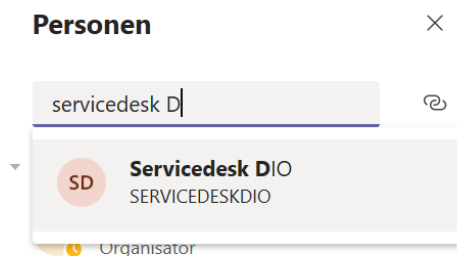 Personen
servicedesk D
SD
Servicedesk DIO
SERVICEDESKDIO
Organisator